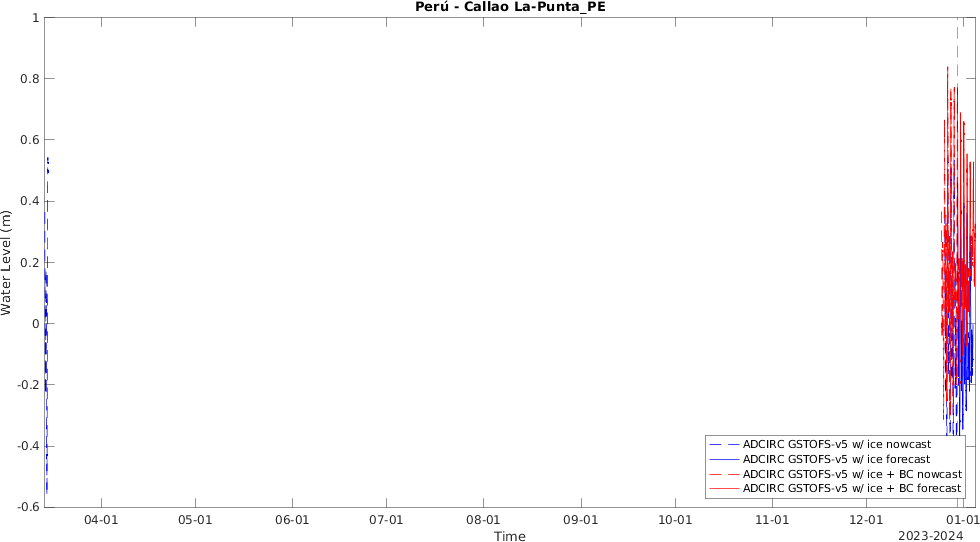 Perú - Callao La-Punta_PE
1
0.8
0.6
0.4
0.2
0
-0.2
-0.4
-0.6
Water Level (m)
ADCIRC GSTOFS-v5 w/ ice nowcast
ADCIRC GSTOFS-v5 w/ ice forecast
ADCIRC GSTOFS-v5 w/ ice + BC nowcast
ADCIRC GSTOFS-v5 w/ ice + BC forecast
04-01 05-01 06-01 07-01 08-01 09-01 10-01 11-01 12-01 01-01
Time
2023-2024